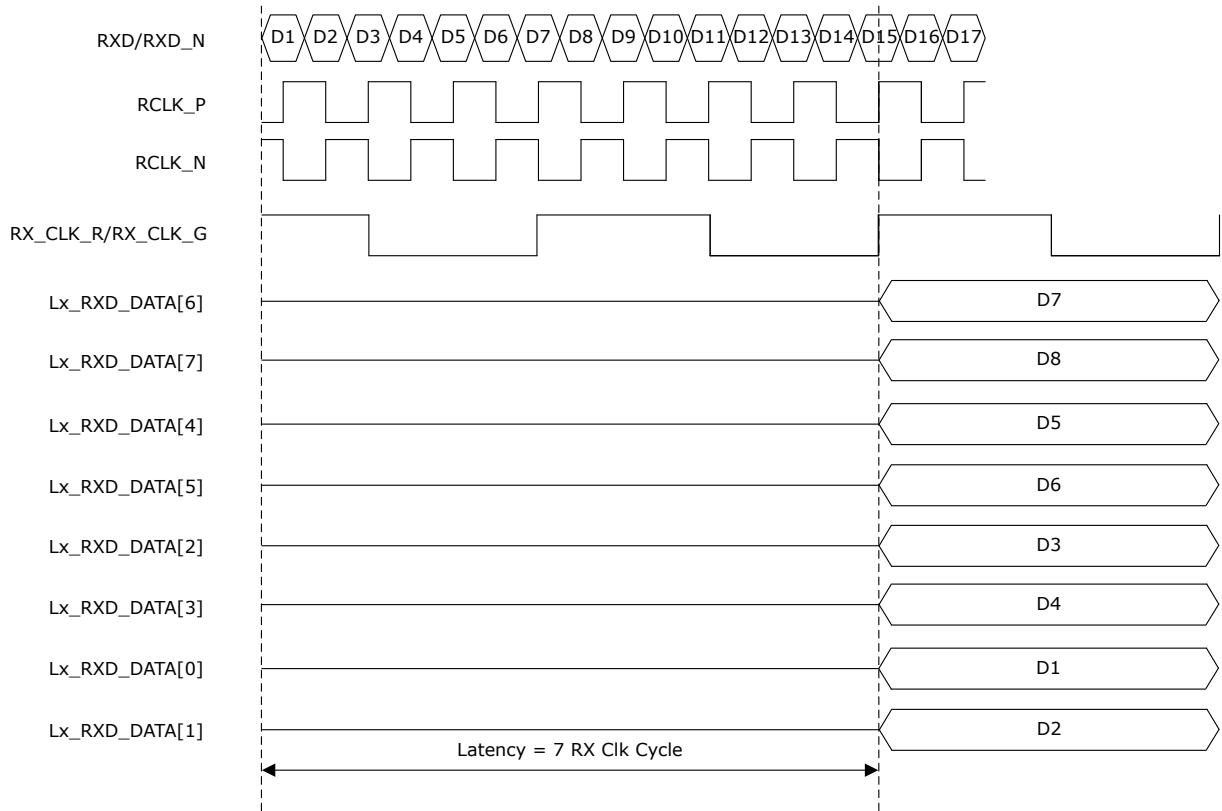 RXD/RXD_N D1 D2 D3 D4 D5 D6 D7 D8 D9 D10 D11 D12 D13 D14 D15 D16 D17
RCLK_P
RCLK_N
RX_CLK_R/RX_CLK_G
Lx_RXD_DATA[6] D7
Lx_RXD_DATA[7] D8
Lx_RXD_DATA[4] D5
Lx_RXD_DATA[5] D6
Lx_RXD_DATA[2] D3
Lx_RXD_DATA[3] D4
Lx_RXD_DATA[0] D1
Lx_RXD_DATA[1] D2
Latency = 7 RX Clk Cycle